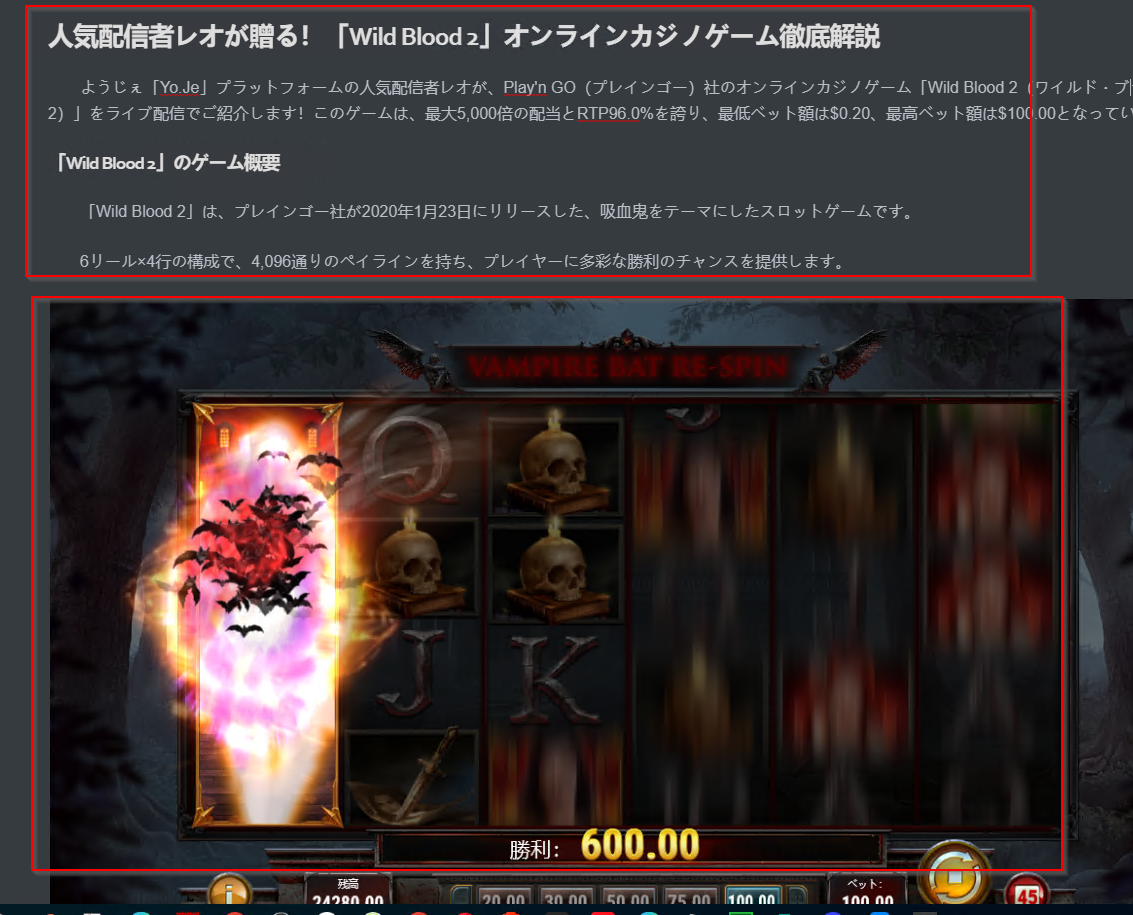 人気配信者レオが贈る！「Wild Blood 2」オンラインカジノゲーム徹底解説
ようじぇ「Yo.Je」プラットフォームの人気配信者レオが、Play'n GO（プレインゴー）社のオンラインカジノゲーム「Wild Blood 2（ワイルド・ブ
2）」をライブ配信でご紹介します！このゲームは、最大5,000倍の配当とRTP96.0%を誇り、最低ベット額は$0.20、最高ベット額は$100.00となってい
「Wild Blood 2」のゲーム概要
「Wild Blood 2」は、プレインゴー社が2020年1月23日にリリースした、吸血鬼をテーマにしたスロットゲームです。
6リール×4行の構成で、4,096通りのペイラインを持ち、プレイヤーに多彩な勝利のチャンスを提供します。
VAMPIRE BAT RE-SPIN
Q
J
J K
勝利: 600.00
残高 ベット:
24280.00 20.00 30.00 50.00 75.00 100.00 100.00 45